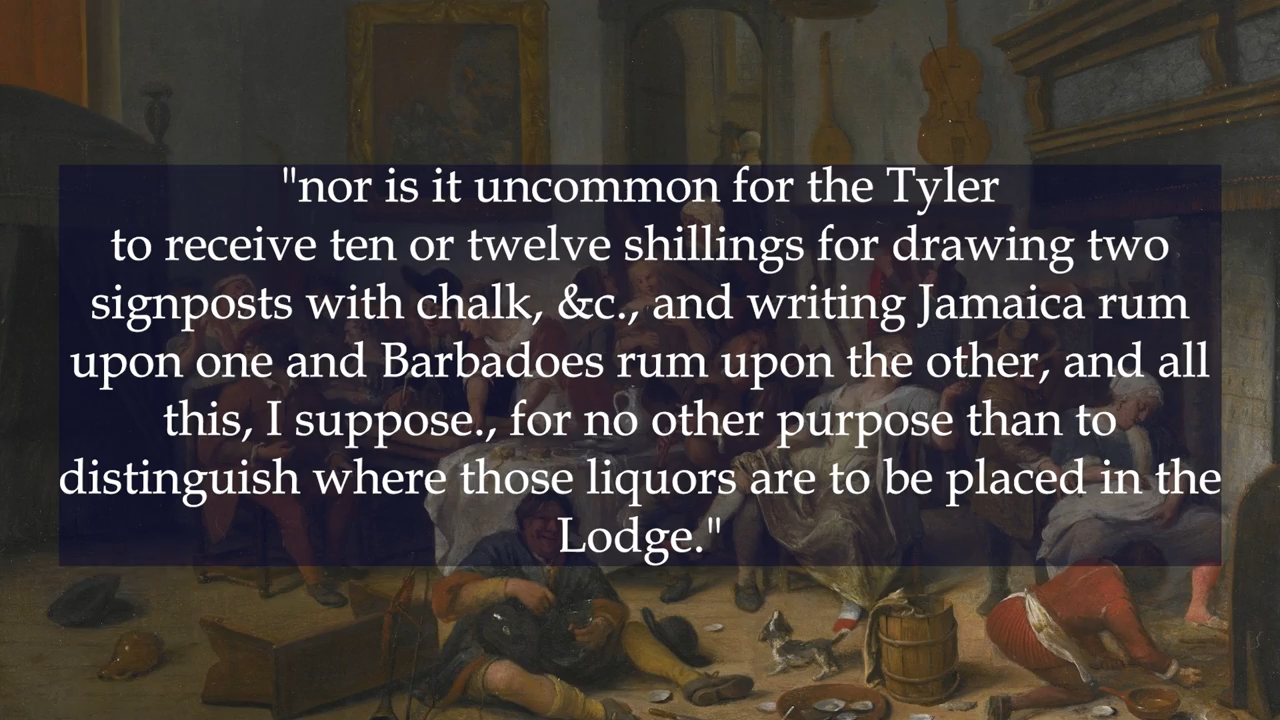 "nor is it uncommon for the Tyler
to receive ten or twelve shillings for drawing two
signposts with chalk, &c., and writing Jamaica rum
upon one and Barbadoes rum upon the other, and all
this, I suppose., for no other purpose than to
distinguish where those liquors are to be placed in the
Lodge."